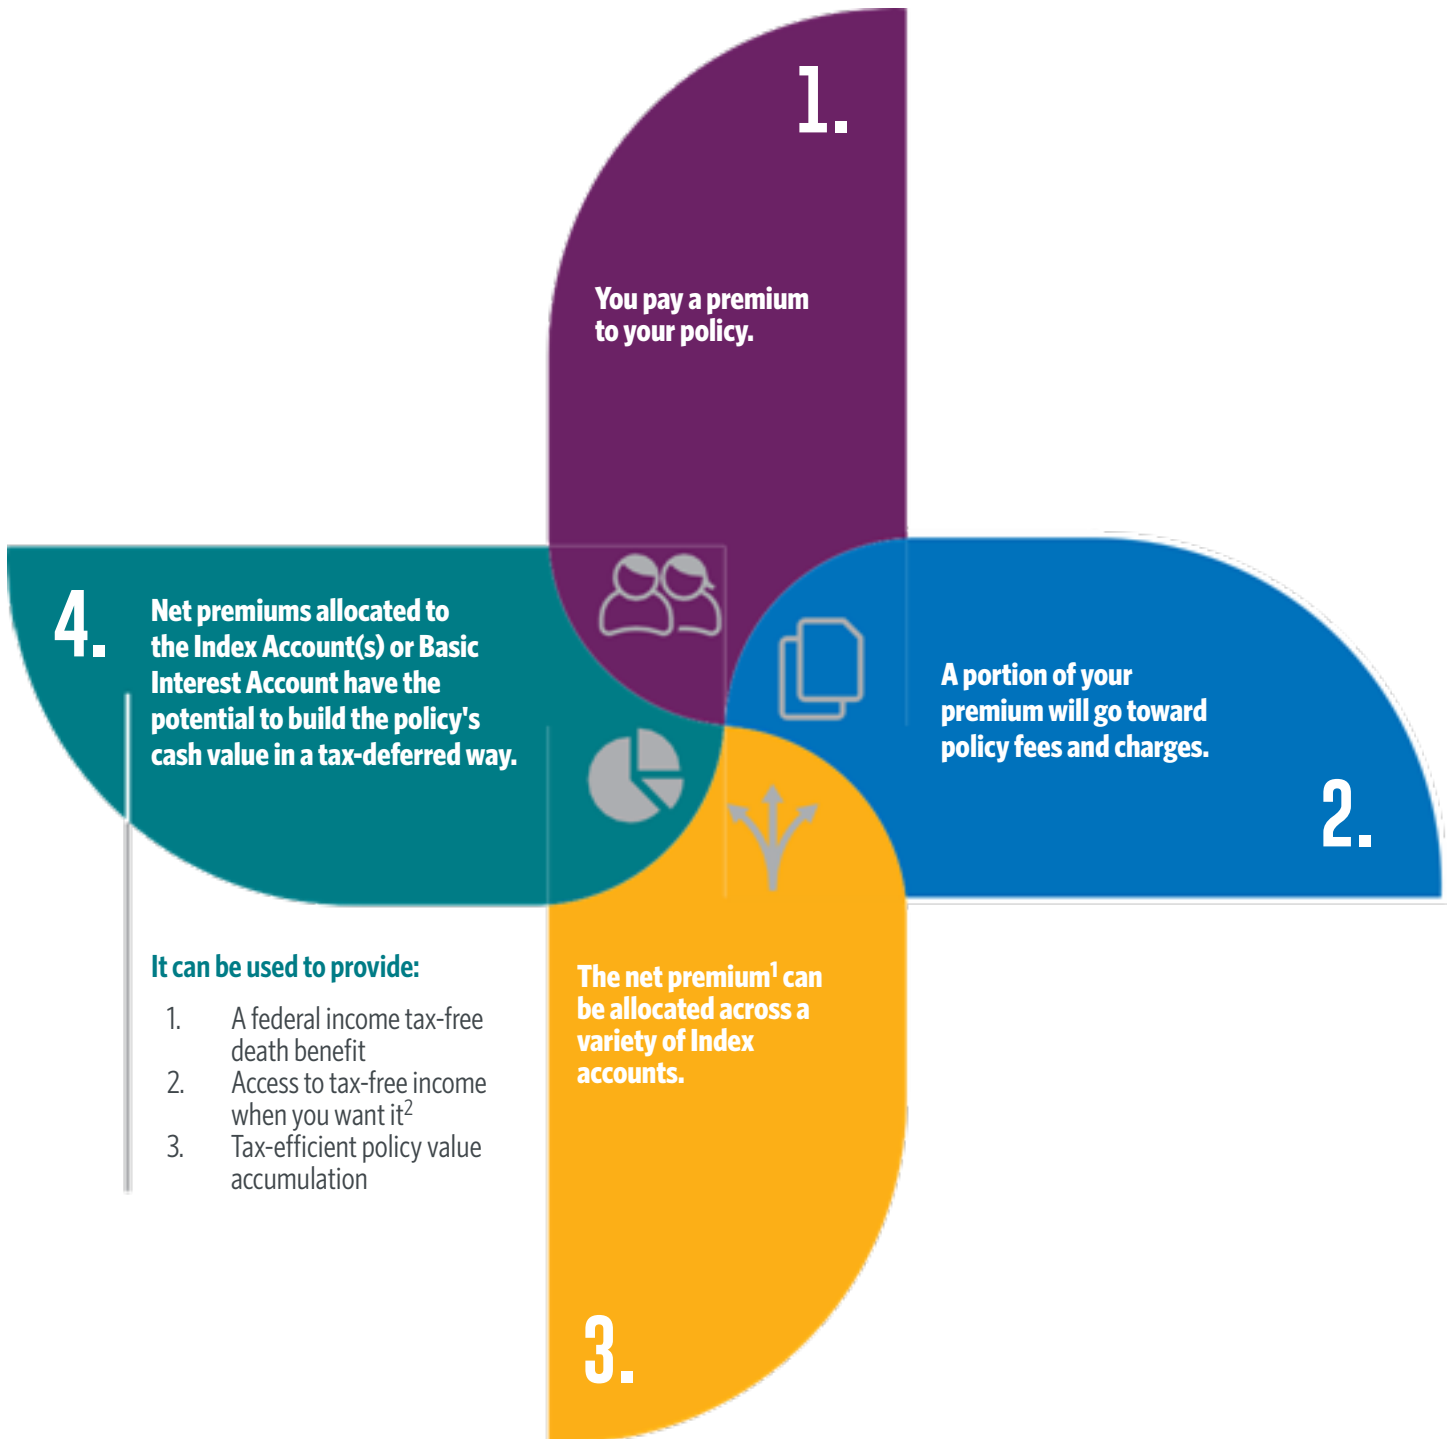 1.
You pay a premium
to your policy.
A portion of your
premium will go toward
policy fees and charges.
2.
The net premium¹ can
be allocated across a
variety of Index
accounts.
3.
4.
Net premiums allocated to
the Index Account(s) or Basic
Interest Account have the
potential to build the policy's
cash value in a tax-deferred way.
It can be used to provide:
1. A federal income tax-free
death benefit
2. Access to tax-free income
when you want it²
3. Tax-efficient policy value
accumulation